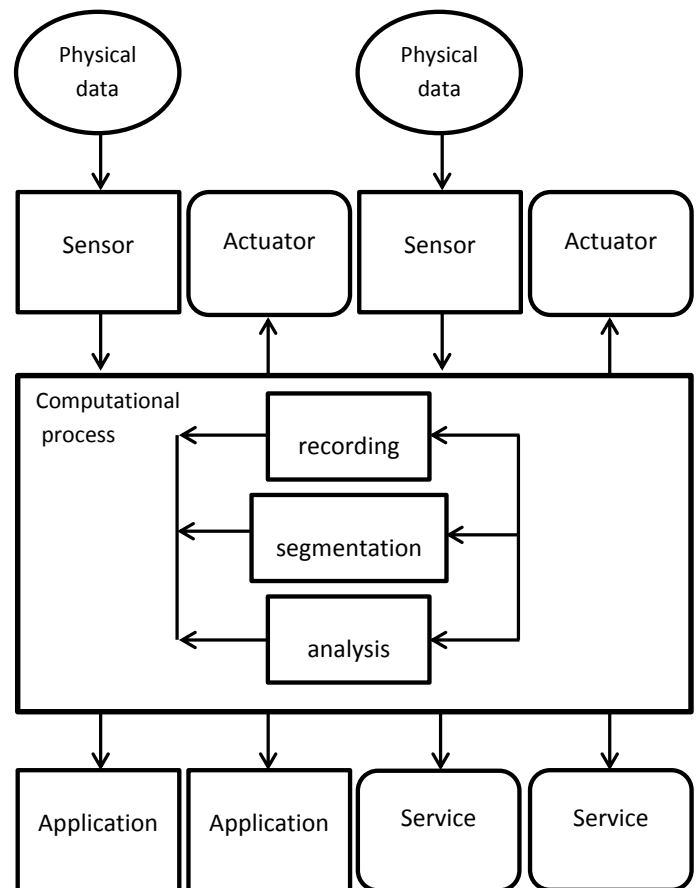 Physical
data
Physical
data
Sensor
Actuator
Sensor
Actuator
Computational
process
recording
segmentation
analysis
Application
Application
Service
Service